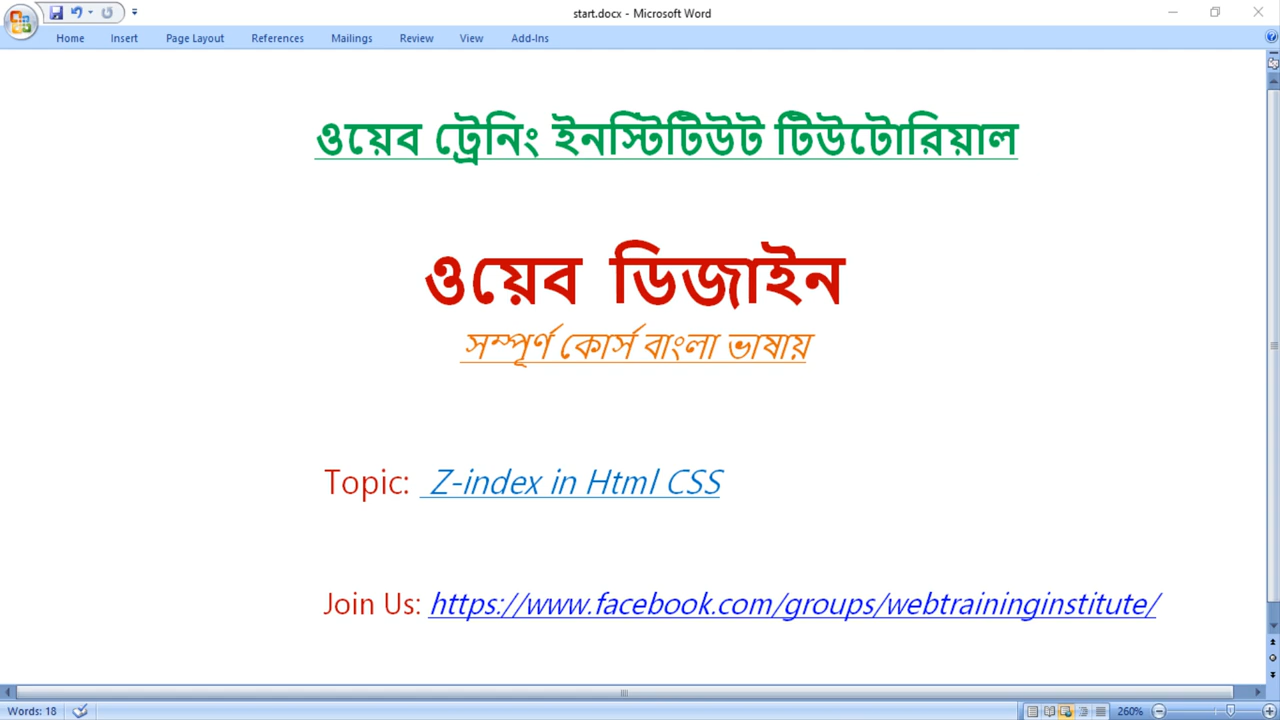 start.docx - Microsoft Word
Home Insert Page Layout References Mailings Review View Add-Ins
ওয়েব ট্রেনিং ইনস্টিটিউট টিউটোরিয়াল
ওয়েব ডিজাইন
সম্পূর্ণ কোর্স বাংলা ভাষায়
Topic: Z-index in Html CSS
Join Us: https://www.facebook.com/groups/webtraininginstitute/
Words: 18 260%